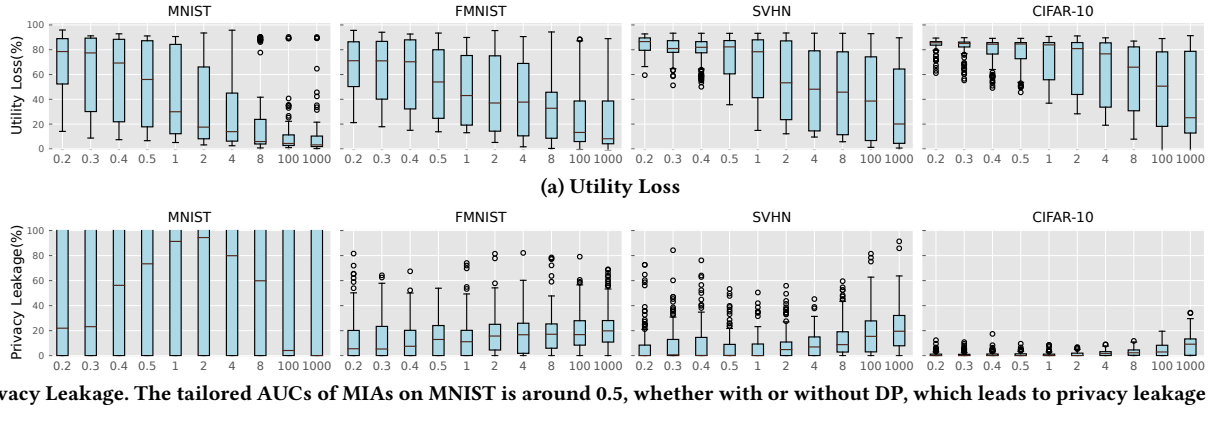 MNIST FMNIST SVHN CIFAR-10
Utility Loss(%)
100
80
60
40
20
0
0.2 0.3 0.4 0.5 1 2 4 8 100 1000 0.2 0.3 0.4 0.5 1 2 4 8 100 1000 0.2 0.3 0.4 0.5 1 2 4 8 100 1000 0.2 0.3 0.4 0.5 1 2 4 8 100 1000
(a) Utility Loss
MNIST FMNIST SVHN CIFAR-10
Privacy Leakage(%)
100
80
60
40
20
0
0.2 0.3 0.4 0.5 1 2 4 8 100 1000 0.2 0.3 0.4 0.5 1 2 4 8 100 1000 0.2 0.3 0.4 0.5 1 2 4 8 100 1000 0.2 0.3 0.4 0.5 1 2 4 8 100 1000
vacy Leakage. The tailored AUCs of MIAs on MNIST is around 0.5, whether with or without DP, which leads to privacy leakage